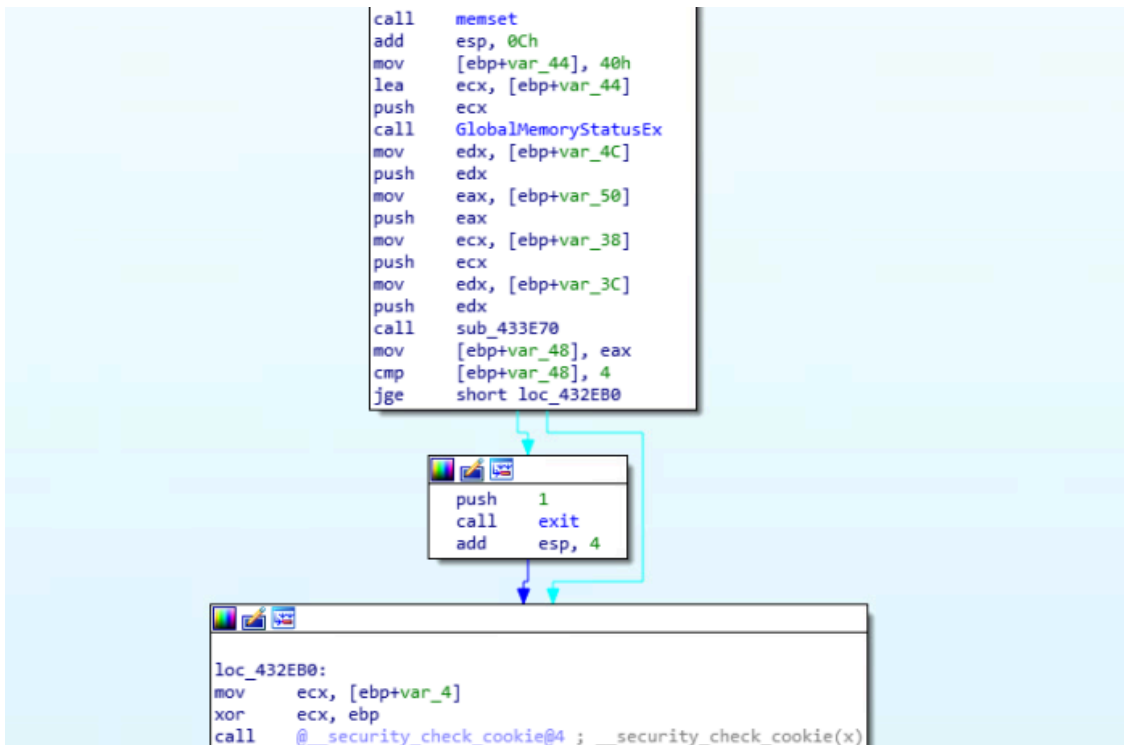 call memset
add esp, 0Ch
mov [ebp+var_44], 40h
lea ecx, [ebp+var_44]
push ecx
call GlobalMemoryStatusEx
mov edx, [ebp+var_4C]
push edx
mov eax, [ebp+var_50]
push eax
mov ecx, [ebp+var_38]
push ecx
mov edx, [ebp+var_3C]
push edx
call sub_433E70
mov [ebp+var_48], eax
cmp [ebp+var_48], 4
jge short loc_432EB0
push 1
call exit
add esp, 4
loc_432EB0:
mov ecx, [ebp+var_4]
xor ecx, ebp
call @__security_check_cookie@4 ; __security_check_cookie(x)